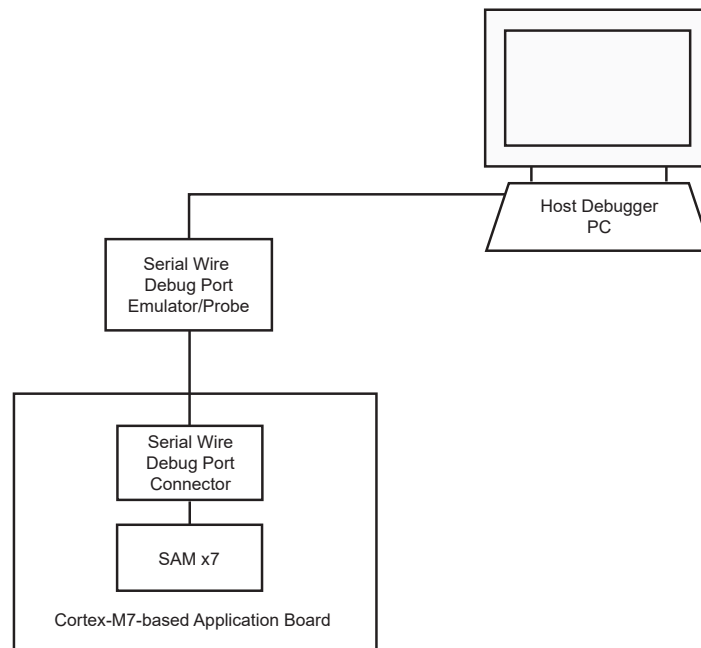 Host Debugger
PC
Serial Wire
Debug Port
Emulator/Probe
Serial Wire
Debug Port
Connector
SAM x7
Cortex-M7-based Application Board